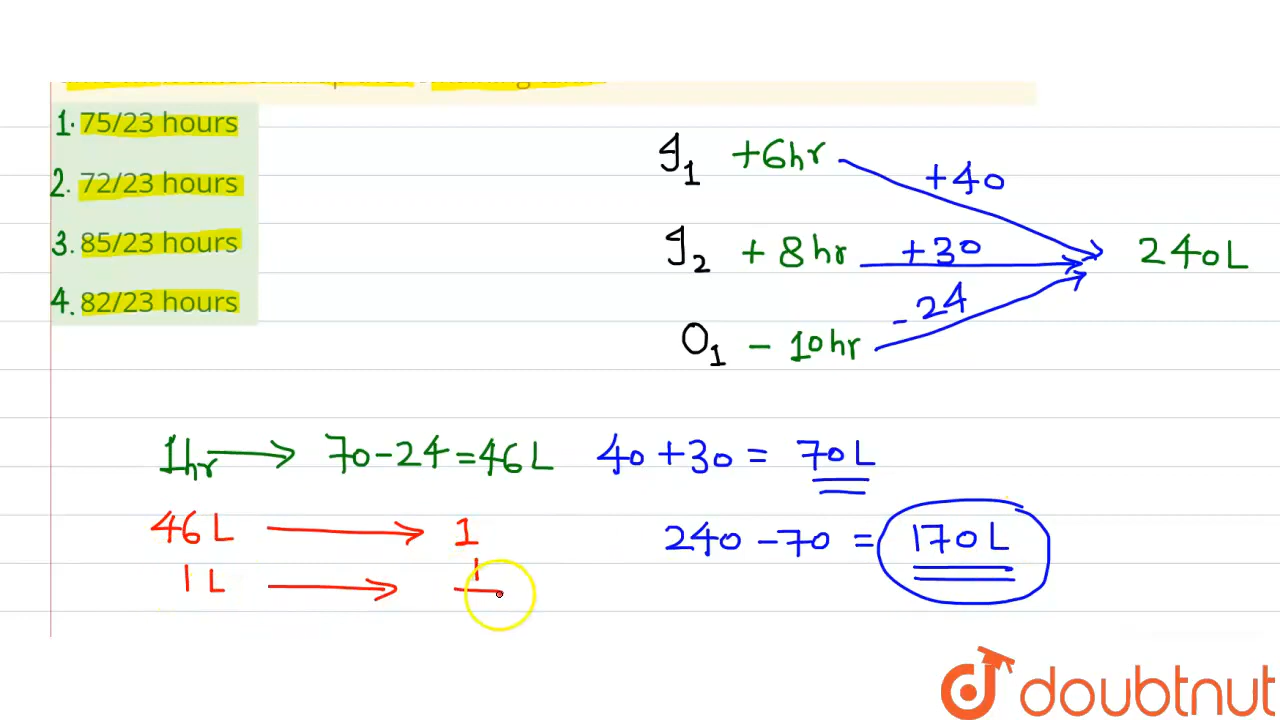 1. 75/23 hours
2. 72/23 hours
3. 85/23 hours
4. 82/23 hours
I1 +6hr +40
I2 +8hr +30 240L
O1 -10hr -24
1hr → 70-24=46L 40+30= 70L
46L → 1 240-70 = 170L
1L → 1
doubtnut